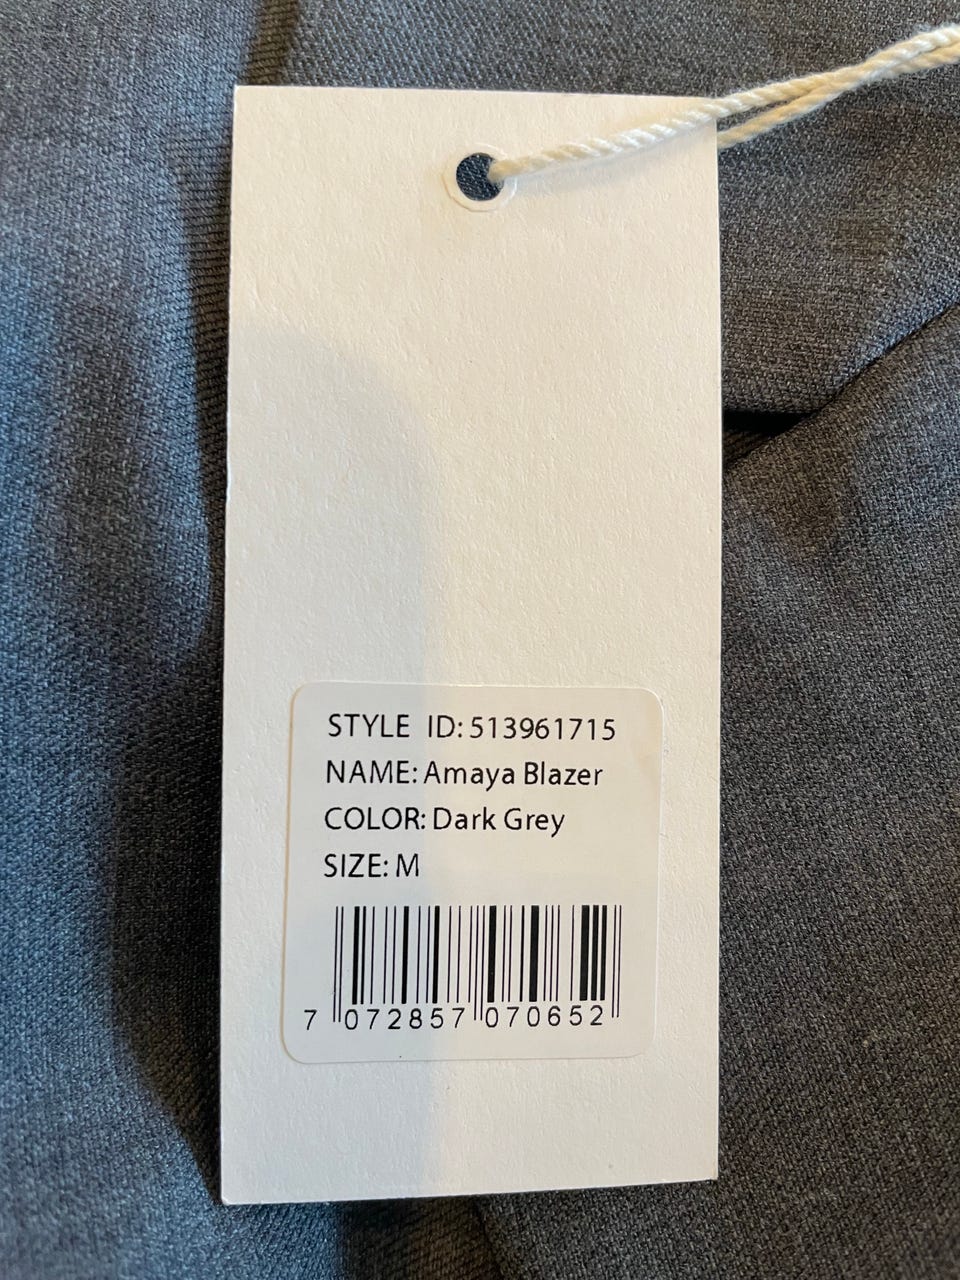 STYLE ID: 513961715
NAME: Amaya Blazer
COLOR: Dark Grey
SIZE: M
7 072857 070652